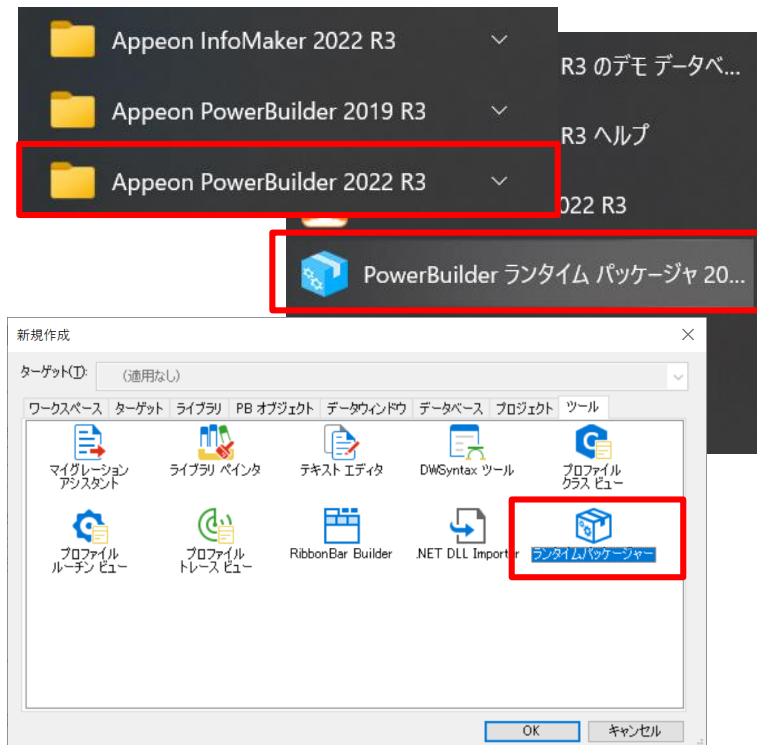 Appeon InfoMaker 2022 R3
R3 のデモ データベ...
Appeon PowerBuilder 2019 R3
R3 ヘルプ
Appeon PowerBuilder 2022 R3
022 R3
PowerBuilder ランタイム パッケージャ 20...
新規作成
ターゲット(T):
(適用なし)
ワークスペース ターゲット ライブラリ PB オブジェクト データウィンドウ データベース プロジェクト ツール
マイグレーション
アシスタント
ライブラリ ペインタ
テキスト エディタ
DWSyntax ツール
プロファイル
クラス ビュー
プロファイル
ルーチン ビュー
プロファイル
トレース ビュー
RibbonBar Builder
.NET DLL Importer
ランタイムパッケージャー
OK
キャンセル